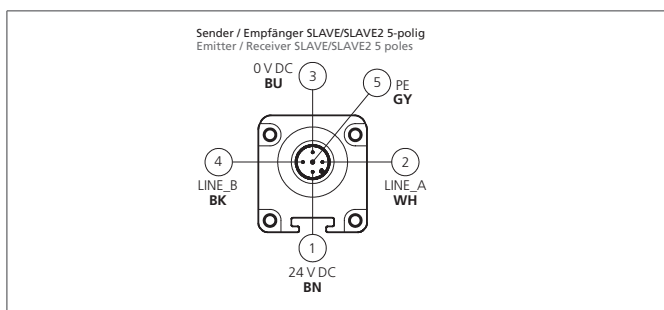 Sender / Empfänger SLAVE/SLAVE2 5-polig
Emitter / Receiver SLAVE/SLAVE2 5 poles
0 V DC
BU
3
5
PE
GY
4
LINE_B
BK
2
LINE_A
WH
1
24 V DC
BN